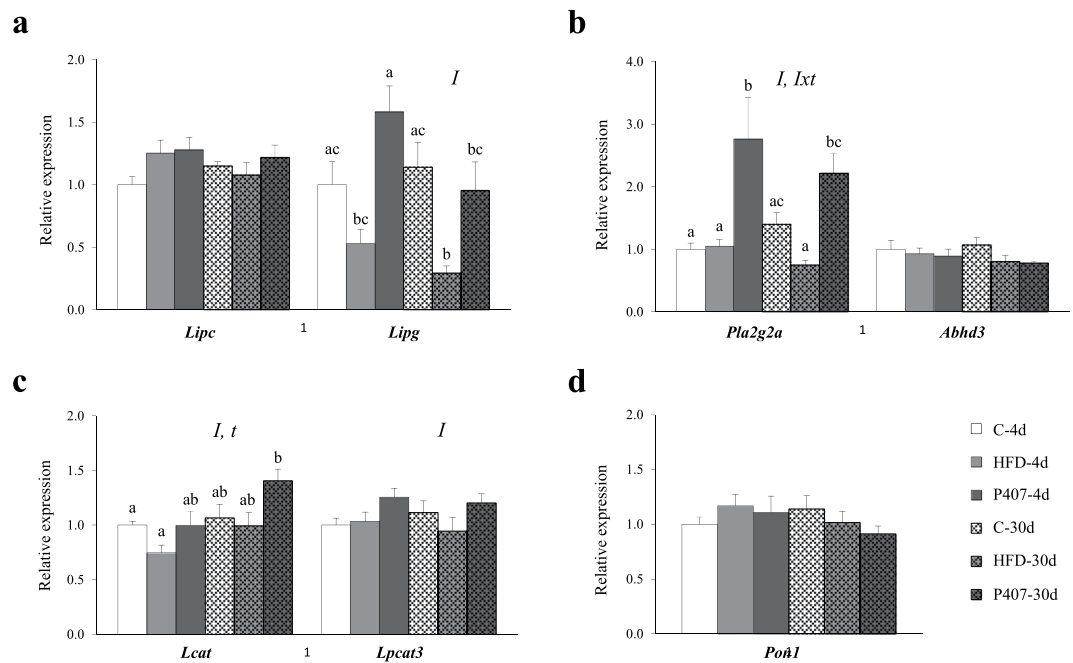 a
2.0
1.5
1.0
0.5
0.0
Relative expression
I
ac
bc
a
ac
b
bc
Lipc
1
Lipg
b
4.0
3.0
2.0
1.0
0.0
Relative expression
I, Ixt
a
a
b
ac
a
bc
Pla2g2a
1
Abhd3
c
2.0
1.5
1.0
0.5
0.0
Relative expression
I, t
I
a
a
ab
ab
ab
b
Lcat
1
Lpcat3
d
2.0
1.5
1.0
0.5
0.0
Relative expression
Pon1
C-4d
HFD-4d
P407-4d
C-30d
HFD-30d
P407-30d